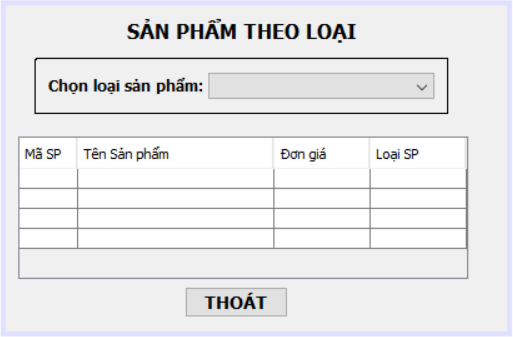 SẢN PHẨM THEO LOẠI
Chọn loại sản phẩm:
Mã SP Tên Sản phẩm Đơn giá Loại SP
THOÁT